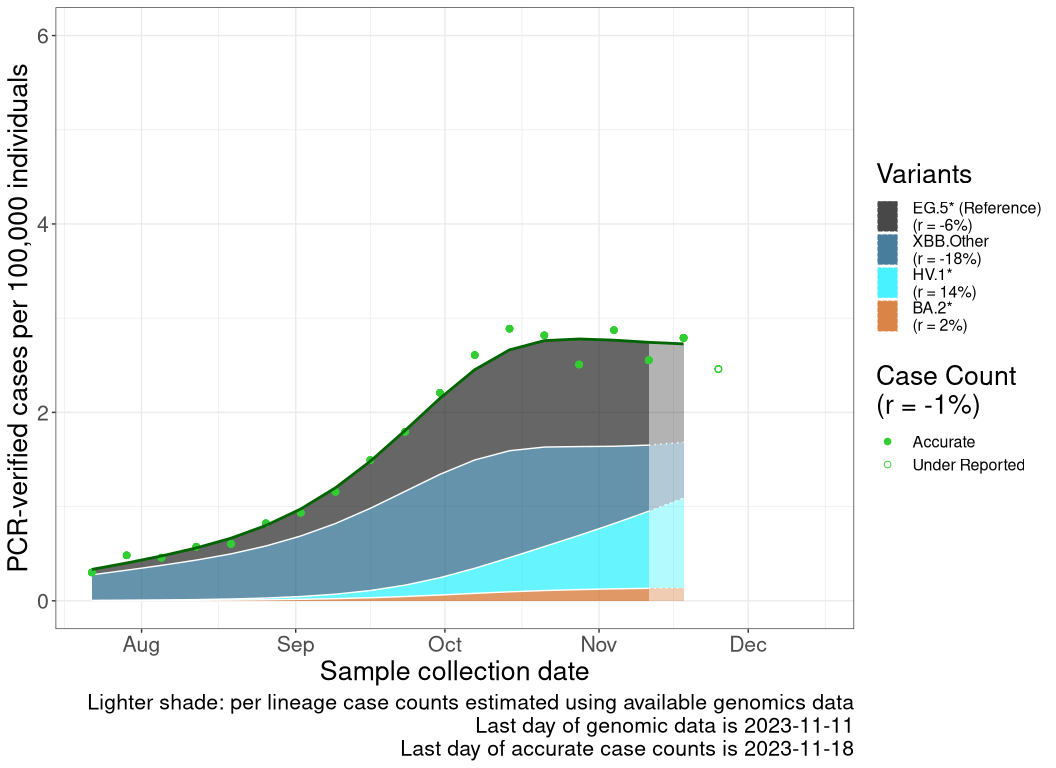 PCR-verified cases per 100,000 individuals
6
4
2
0
Aug Sep Oct Nov Dec
Sample collection date
Lighter shade: per lineage case counts estimated using available genomics data
Last day of genomic data is 2023-11-11
Last day of accurate case counts is 2023-11-18
Variants
EG.5* (Reference)
(r = -6%)
XBB.Other
(r = -18%)
HV.1*
(r = 14%)
BA.2*
(r = 2%)
Case Count
(r = -1%)
Accurate
Under Reported